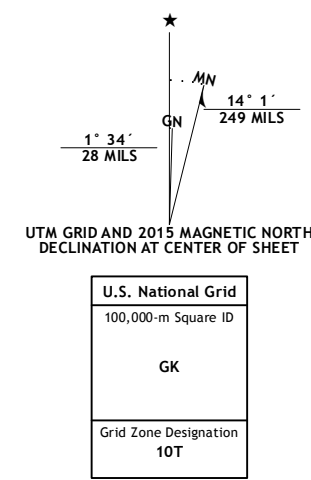 ★
MN
GN
14° 1´
249 MILS
1° 34´
28 MILS
UTM GRID AND 2015 MAGNETIC NORTH
DECLINATION AT CENTER OF SHEET
U.S. National Grid
100,000-m Square ID
GK
Grid Zone Designation
10T